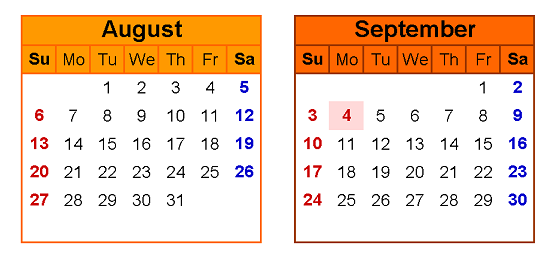 August
Su Mo Tu We Th Fr Sa
1 2 3 4 5
6 7 8 9 10 11 12
13 14 15 16 17 18 19
20 21 22 23 24 25 26
27 28 29 30 31
September
Su Mo Tu We Th Fr Sa
1 2
3 4 5 6 7 8 9
10 11 12 13 14 15 16
17 18 19 20 21 22 23
24 25 26 27 28 29 30